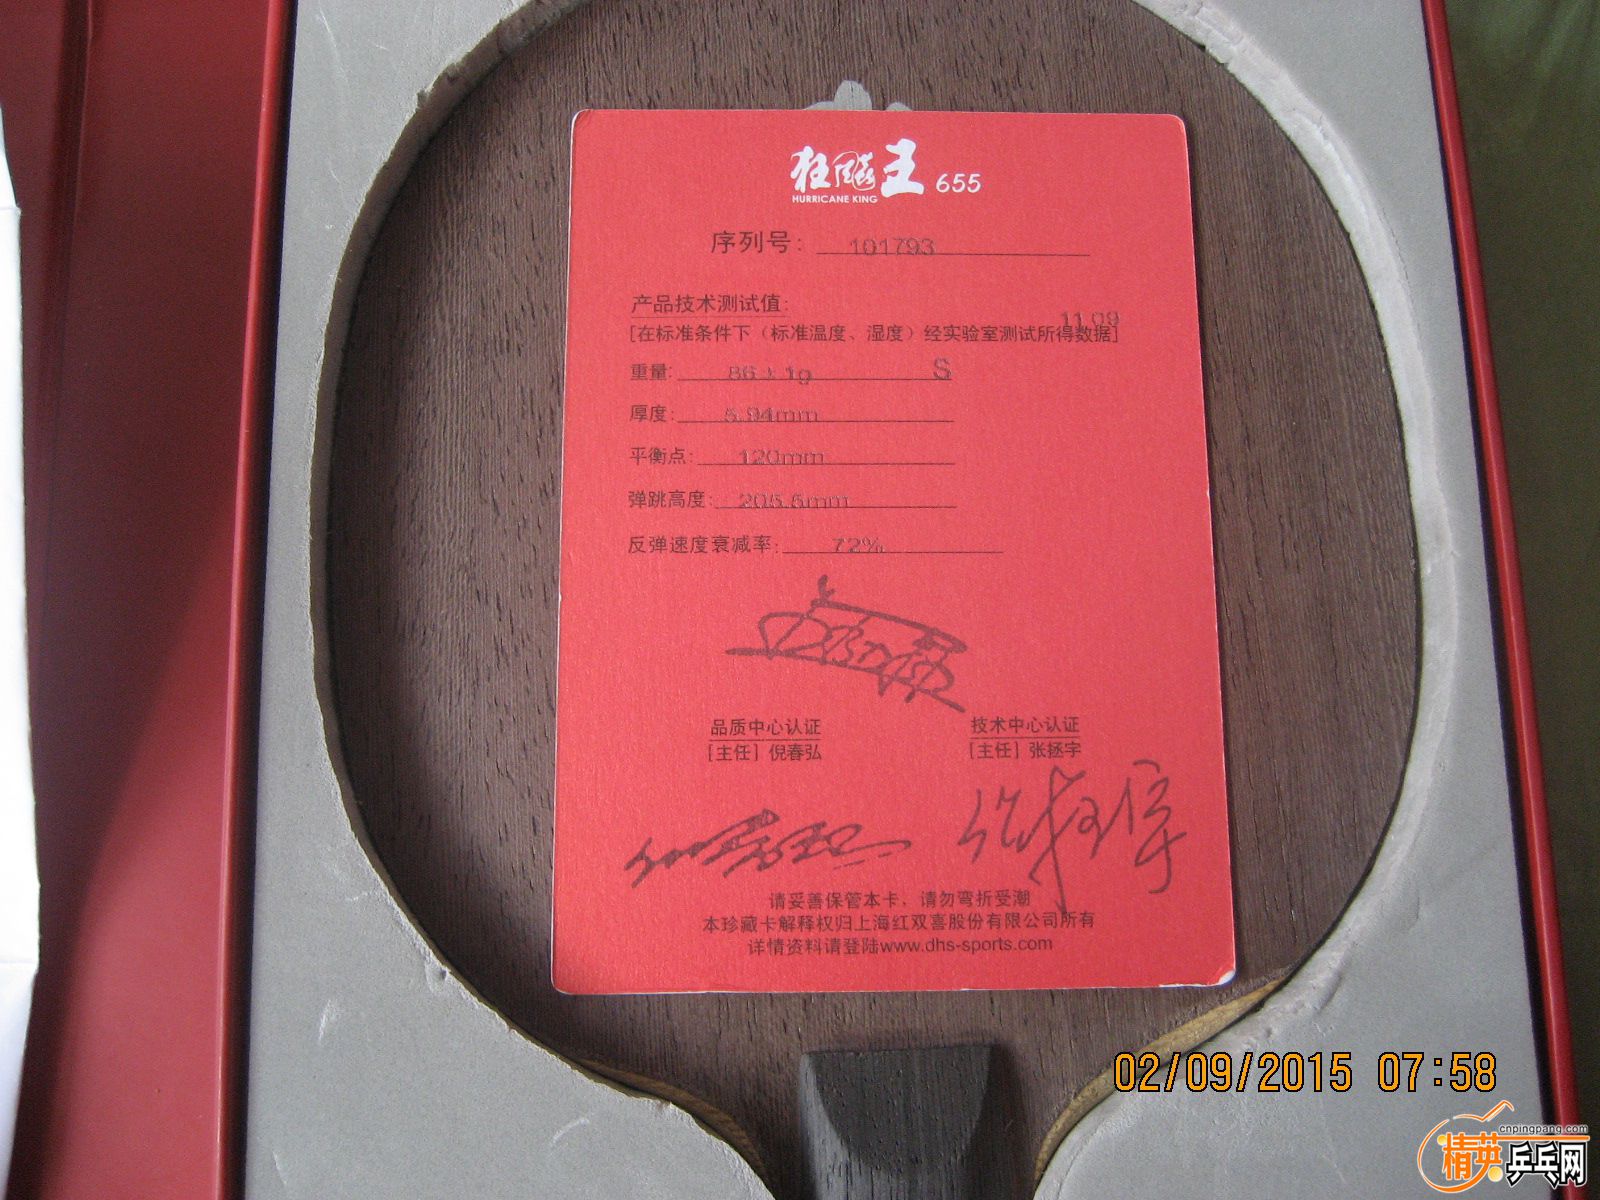 狂飚王 655
HURRICANE KING
序列号: 101793
产品技术测试值:
11.09
[在标准条件下（标准温度、湿度）经实验室测试所得数据]
重量: 86±1g S
厚度: 5.94mm
平衡点: 120mm
弹跳高度: 205.5mm
反弹速度衰减率: 72%
品质中心认证 技术中心认证
[主任] 倪春弘 [主任] 张拯宇
请妥善保管本卡，请勿弯折受潮
本珍藏卡解释权归上海红双喜股份有限公司所有
详情资料请登陆www.dhs-sports.com
02/09/2015 07:58
cnpingpang.com
精英乒乓网